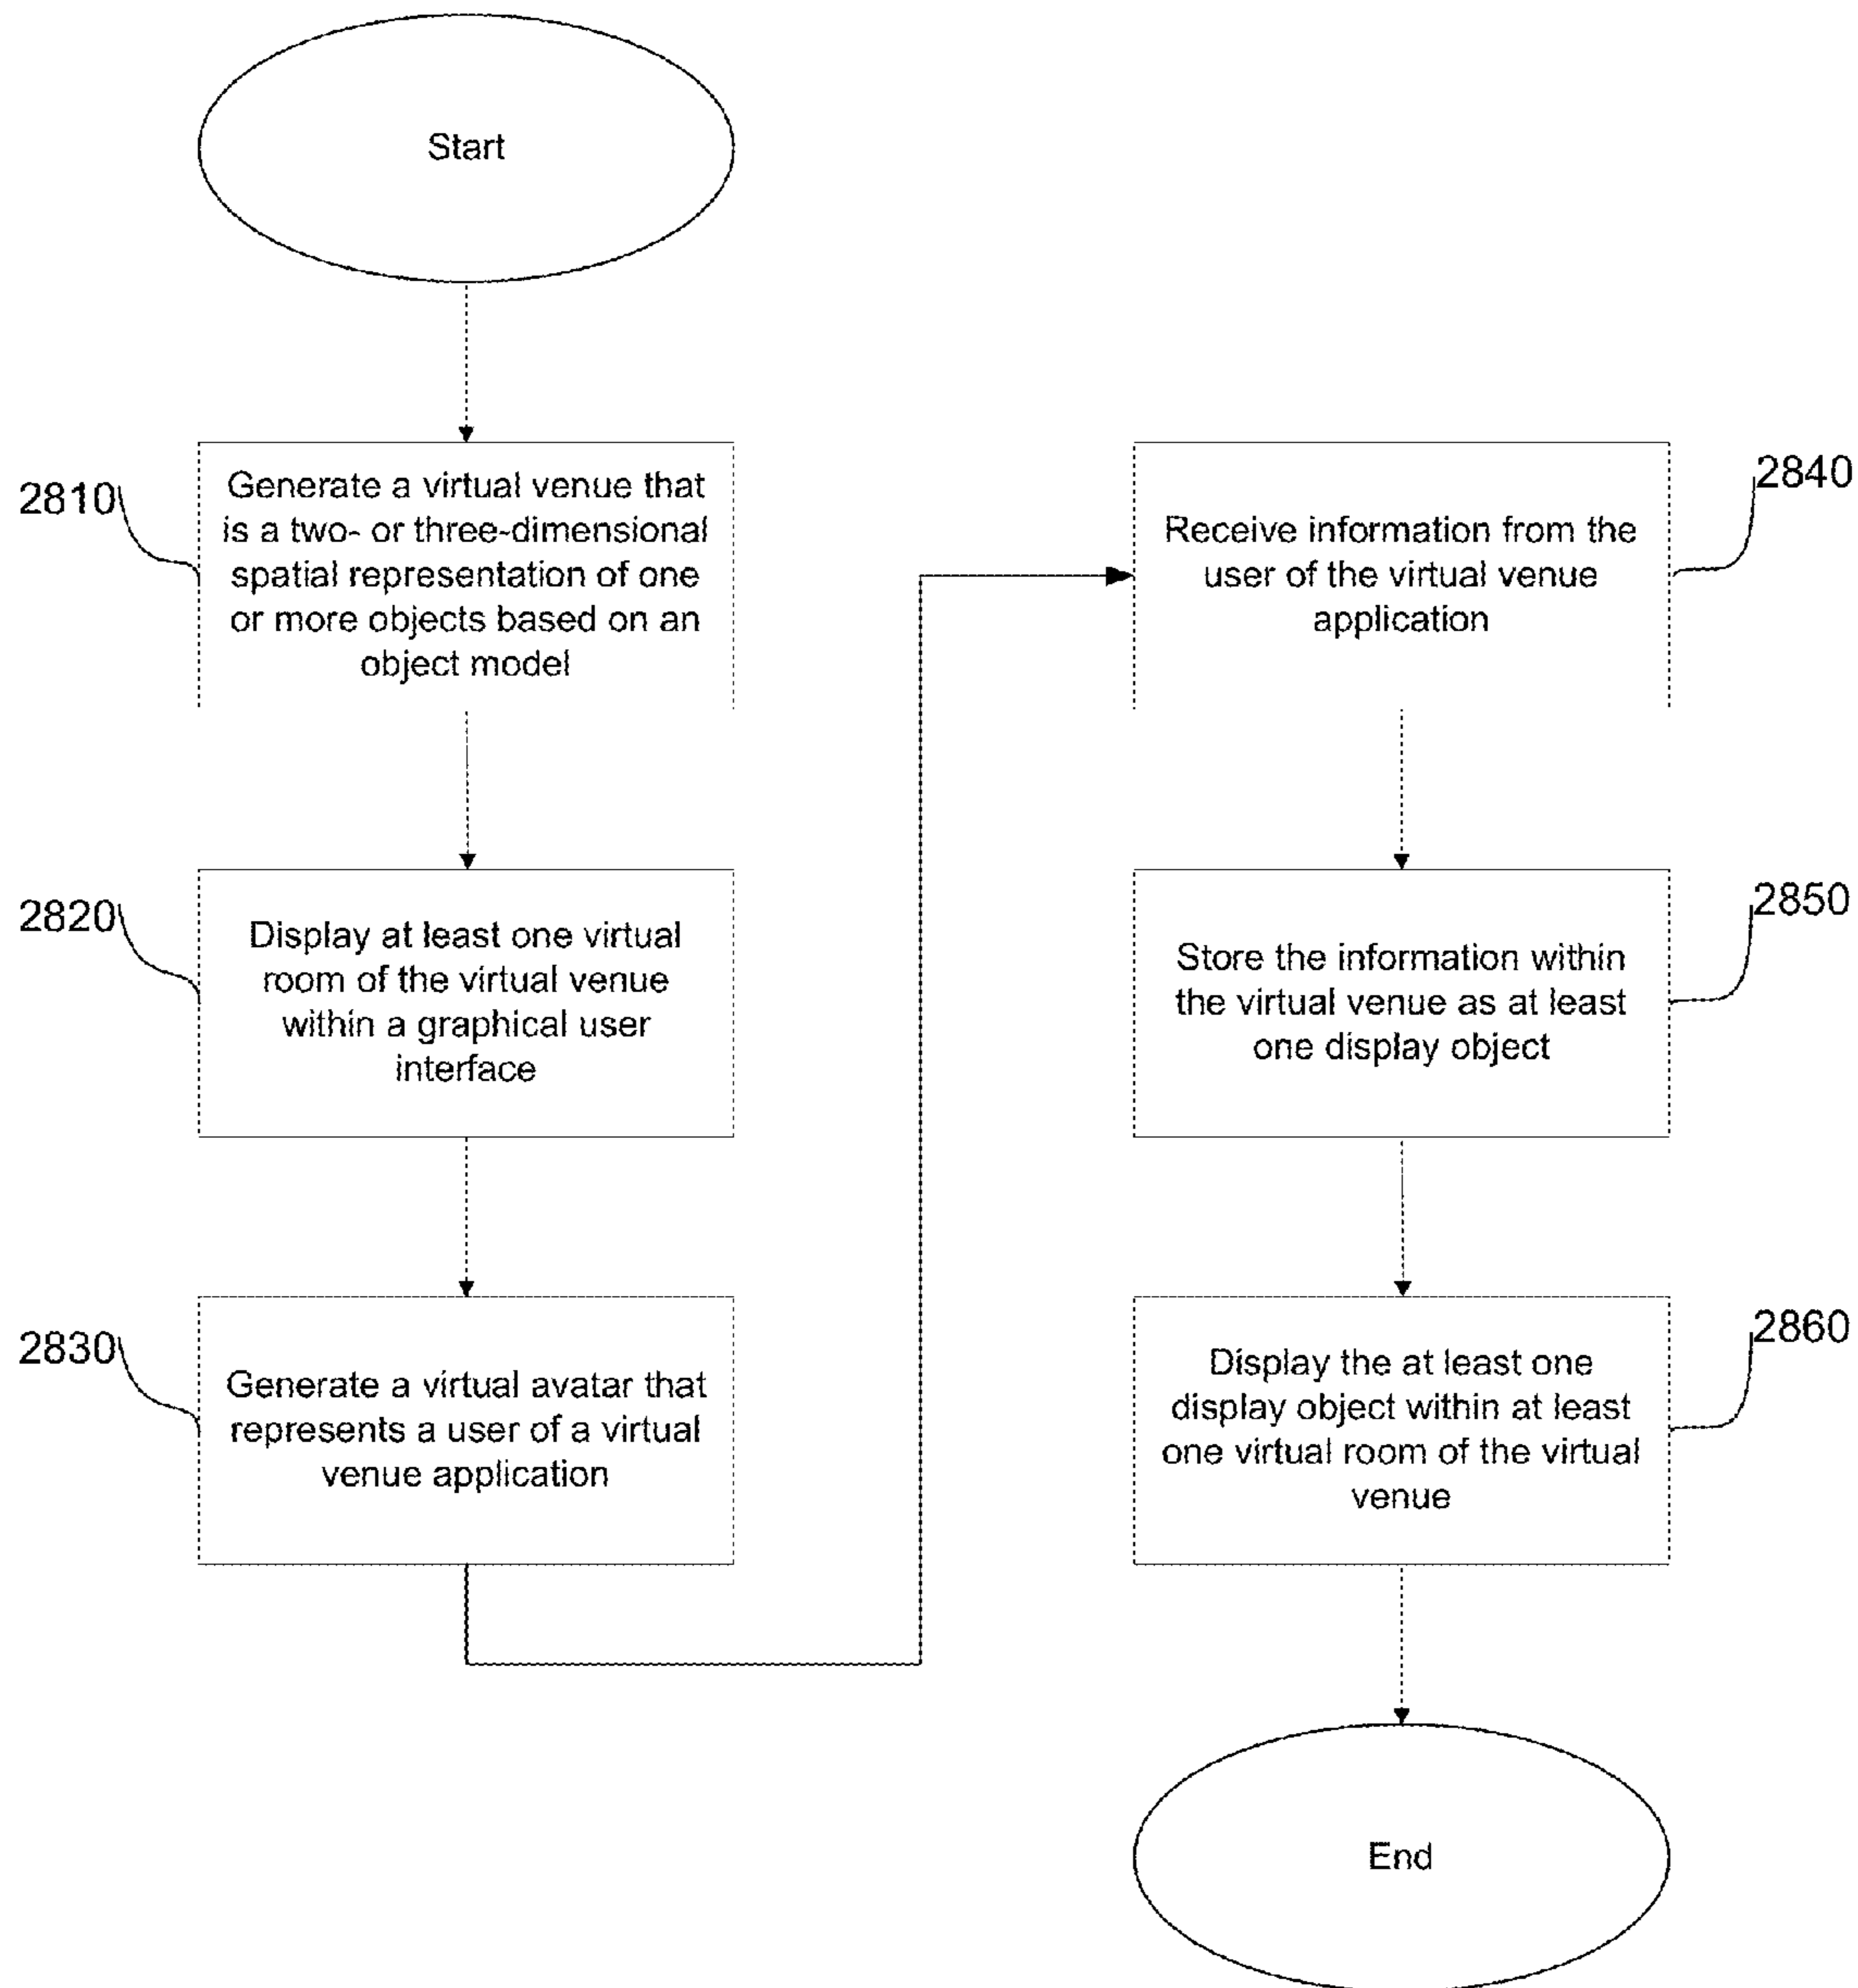 Start
2810
Generate a virtual venue that
is a two- or three-dimensional
spatial representation of one
or more objects based on an
object model
2820
Display at least one virtual
room of the virtual venue
within a graphical user
interface
2830
Generate a virtual avatar that
represents a user of a virtual
venue application
2840
Receive information from the
user of the virtual venue
application
2850
Store the information within
the virtual venue as at least
one display object
2860
Display the at least one
display object within at least
one virtual room of the virtual
venue
End